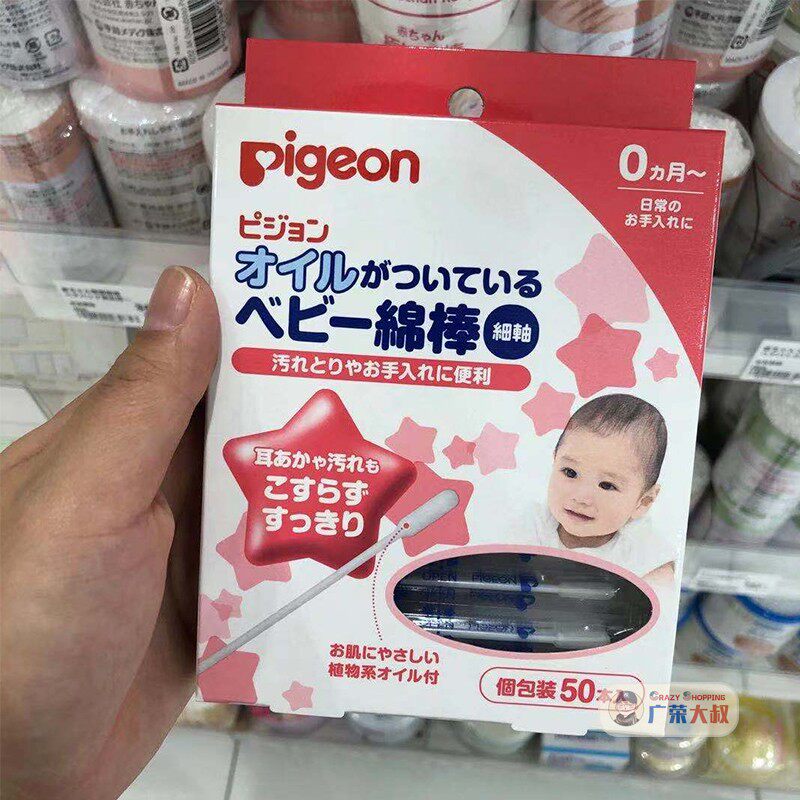 Pigeon
0ヵ月〜
日常の
お手入れに
ピジョン
オイルがついている
ベビー綿棒 細軸
汚れとりやお手入れに便利
耳あかや汚れも
こすらず
すっきり
PIGEON
お肌にやさしい
植物系オイル付
個包装50本入
CRAZY SHOPPING
广荣大叔